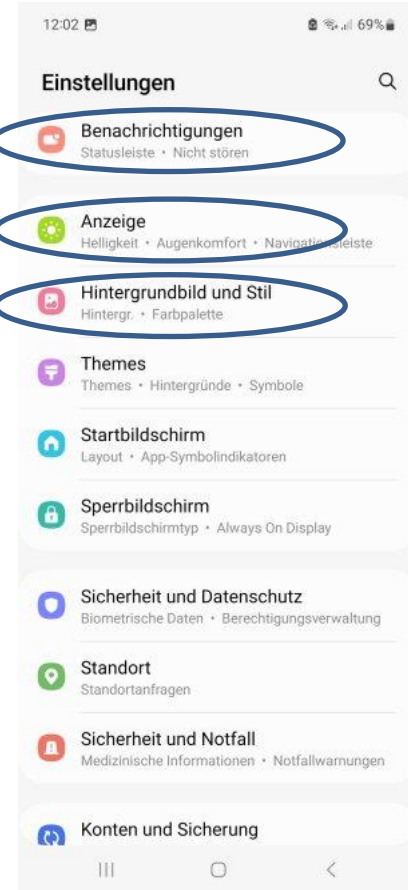 12:02 69%
Einstellungen
Benachrichtigungen
Statusleiste • Nicht stören
Anzeige
Helligkeit • Augenkomfort • Navigationsleiste
Hintergrundbild und Stil
Hintergr. • Farbpalette
Themes
Themes • Hintergründe • Symbole
Startbildschirm
Layout • App-Symbolindikatoren
Sperrbildschirm
Sperrbildschirmtyp • Always On Display
Sicherheit und Datenschutz
Biometrische Daten • Berechtigungsverwaltung
Standort
Standortanfragen
Sicherheit und Notfall
Medizinische Informationen • Notfallwarnungen
Konten und Sicherung